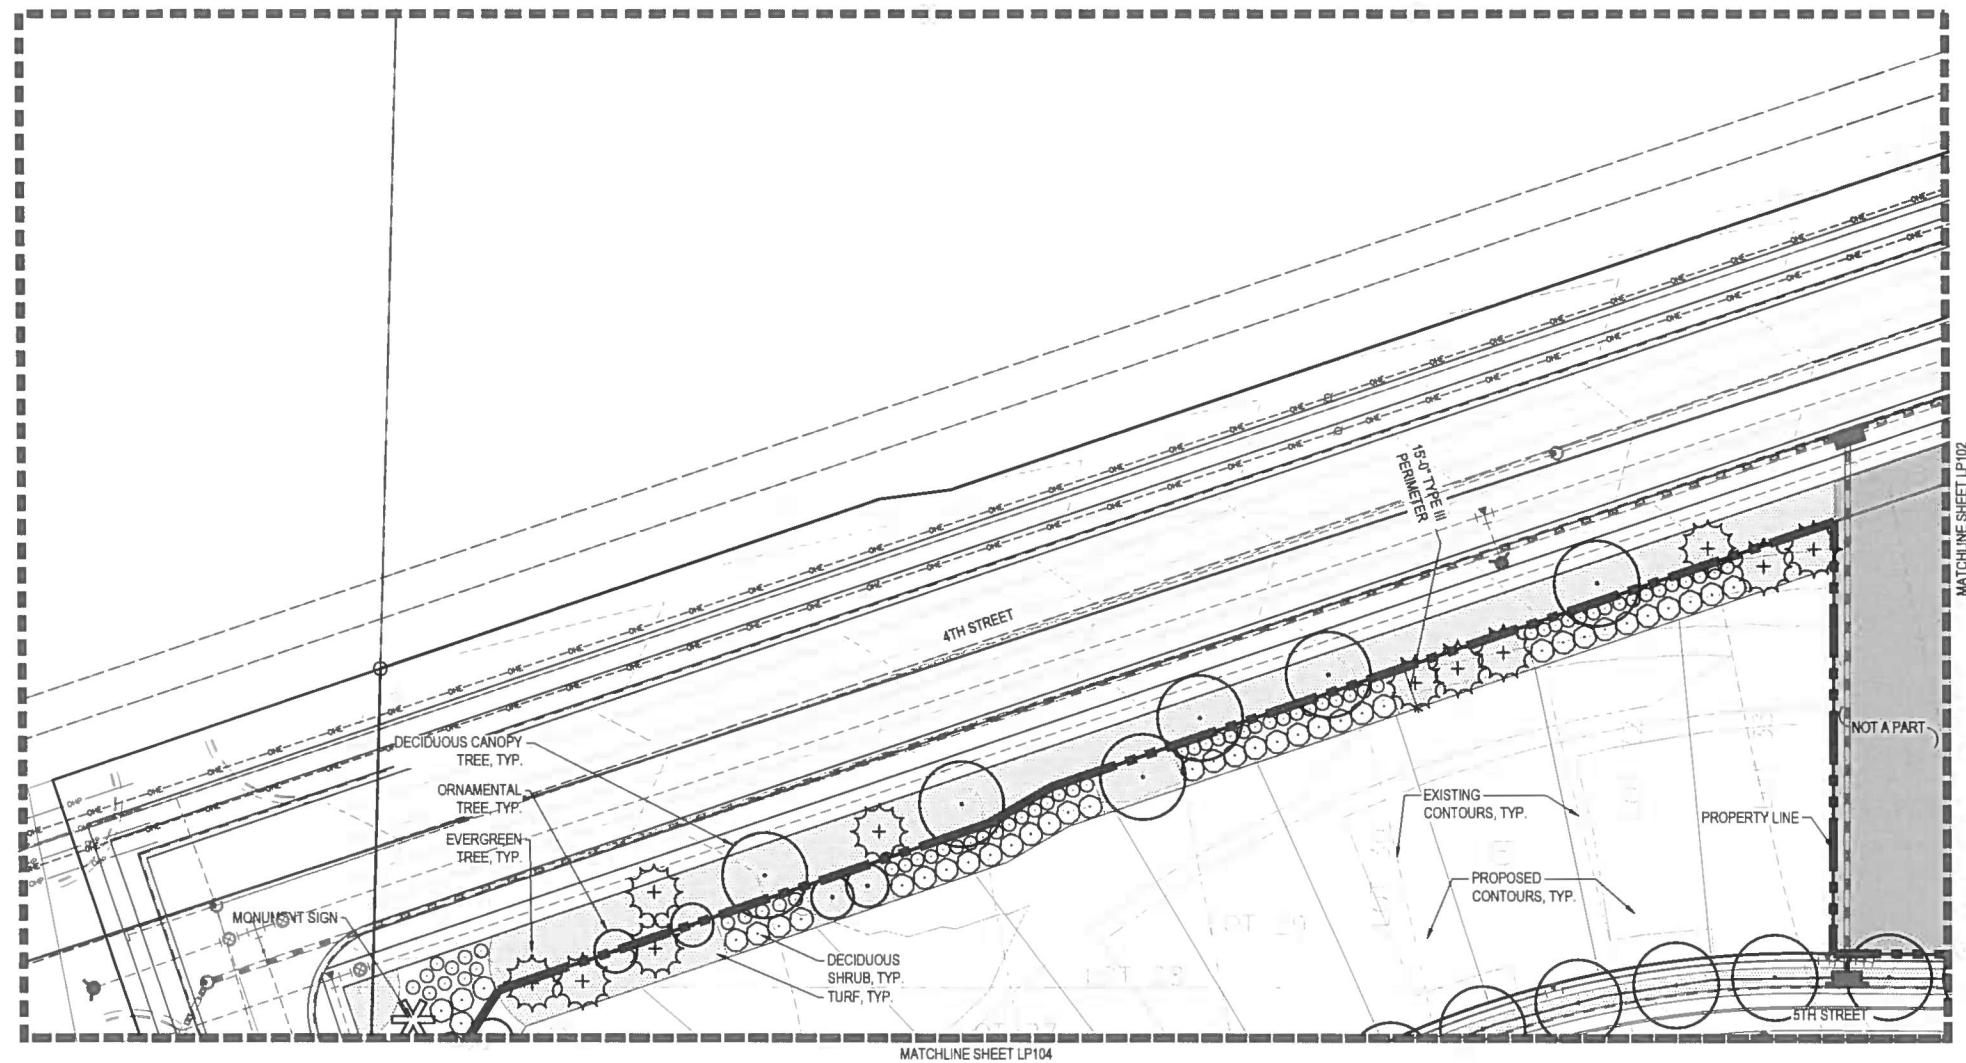 MATCHLINE SHEET LP102
15'-0" TYPE III
PERIMETER
4TH STREET
DECIDUOUS CANOPY
TREE, TYP.
ORNAMENTAL
TREE, TYP.
EVERGREEN
TREE, TYP.
MONUMENT SIGN
DECIDUOUS
SHRUB, TYP.
TURF, TYP.
NOT A PART
EXISTING
CONTOURS, TYP.
PROPERTY LINE
PROPOSED
CONTOURS, TYP.
5TH STREET
MATCHLINE SHEET LP104
OHE
OHP